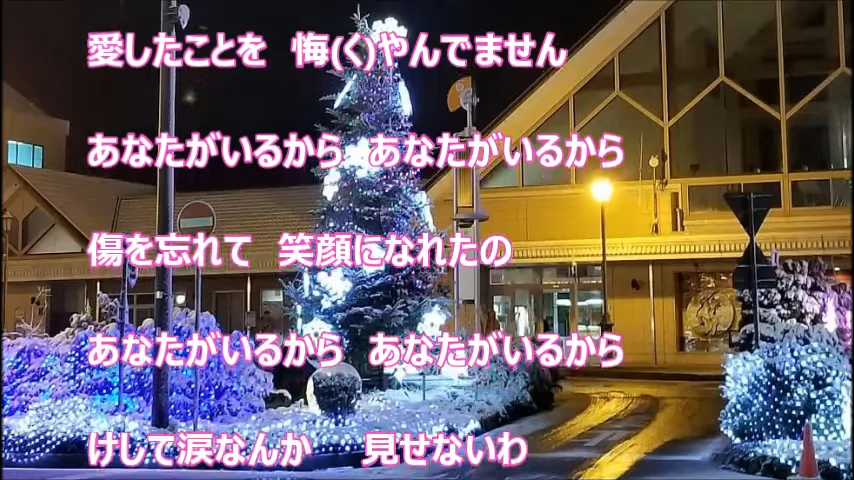 愛したことを　悔(く)やんでません
あなたがいるから　あなたがいるから
傷を忘れて　笑顔になれたの
あなたがいるから　あなたがいるから
けして涙なんか　見せないわ